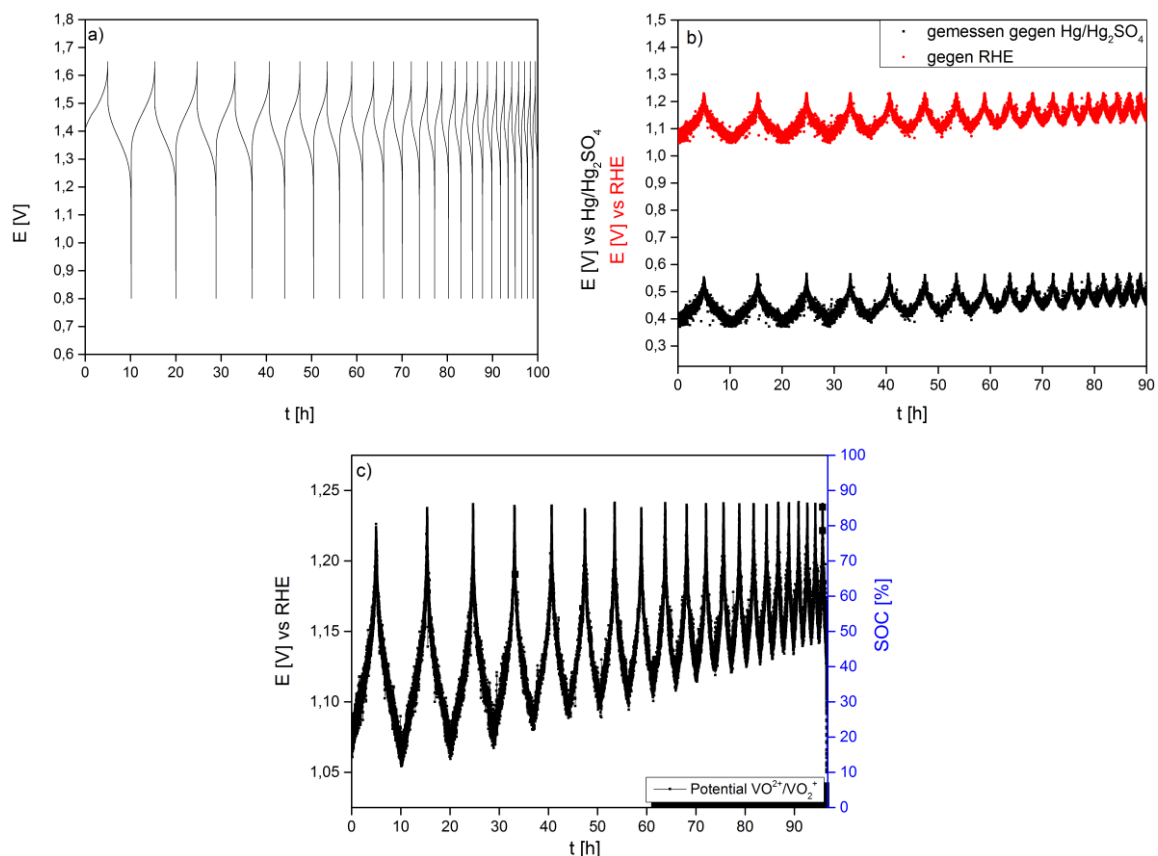 a)
1,8
1,7
1,6
1,5
1,4
1,3
1,2
1,1
1,0
0,9
0,8
0,7
0,6
E [V]
0 10 20 30 40 50 60 70 80 90 100
t [h]
b)
gemessen gegen Hg/Hg₂SO₄
gegen RHE
1,5
1,4
1,3
1,2
1,1
1,0
0,9
0,8
0,7
0,6
0,5
0,4
0,3
E [V] vs Hg/Hg₂SO₄
E [V] vs RHE
0 10 20 30 40 50 60 70 80 90
t [h]
c)
1,25
1,20
1,15
1,10
1,05
E [V] vs RHE
100
90
80
70
60
50
40
30
20
10
0
SOC [%]
Potential VO²⁺/VO₂⁺
0 10 20 30 40 50 60 70 80 90
t [h]